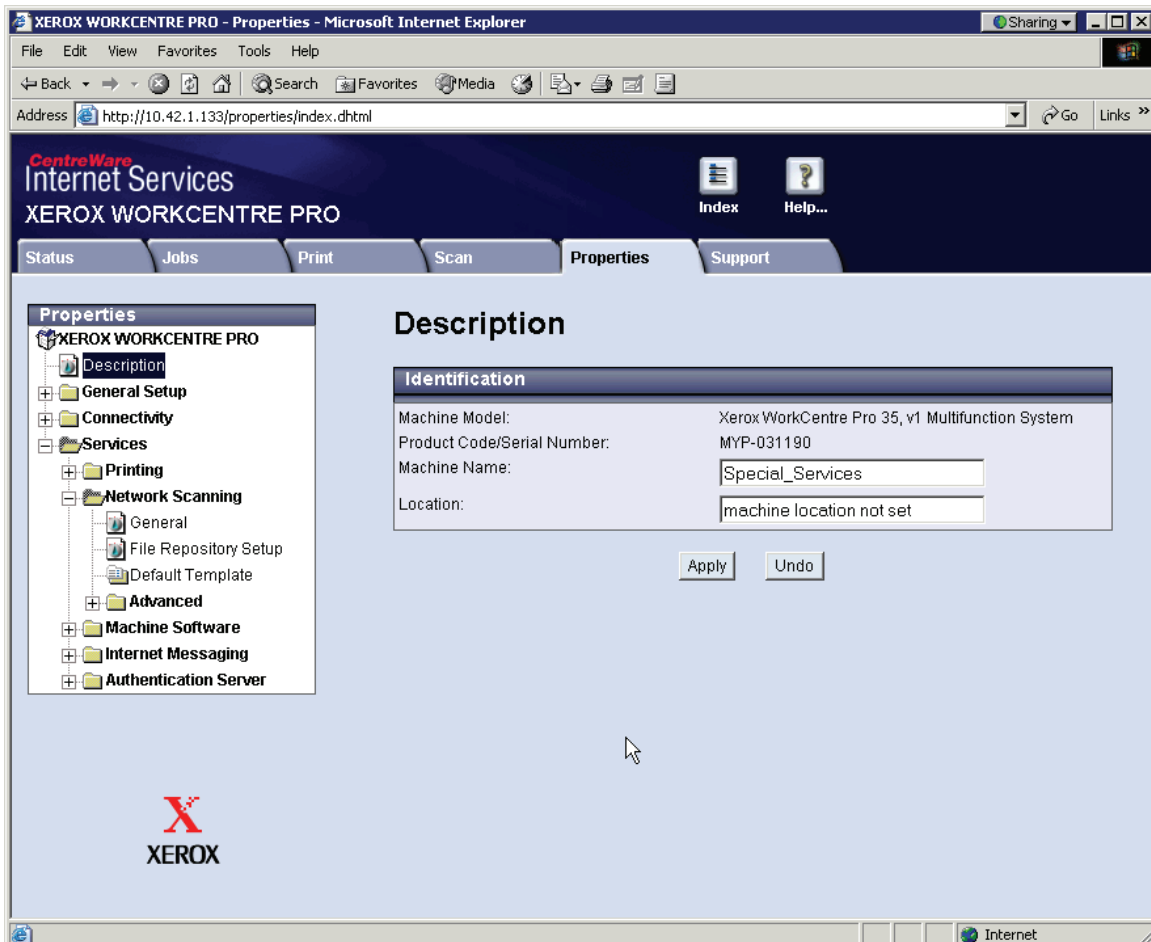 XEROX WORKCENTRE PRO - Properties - Microsoft Internet Explorer
Sharing
File Edit View Favorites Tools Help
Back Search Favorites Media
Address http://10.42.1.133/properties/index.dhtml Go Links »
CentreWare
Internet Services
XEROX WORKCENTRE PRO
Index Help...
Status Jobs Print Scan Properties Support
Properties
XEROX WORKCENTRE PRO
Description
General Setup
Connectivity
Services
Printing
Network Scanning
General
File Repository Setup
Default Template
Advanced
Machine Software
Internet Messaging
Authentication Server
Description
Identification
Machine Model: Xerox WorkCentre Pro 35, v1 Multifunction System
Product Code/Serial Number: MYP-031190
Machine Name: Special_Services
Location: machine location not set
Apply Undo
X
XEROX
Internet